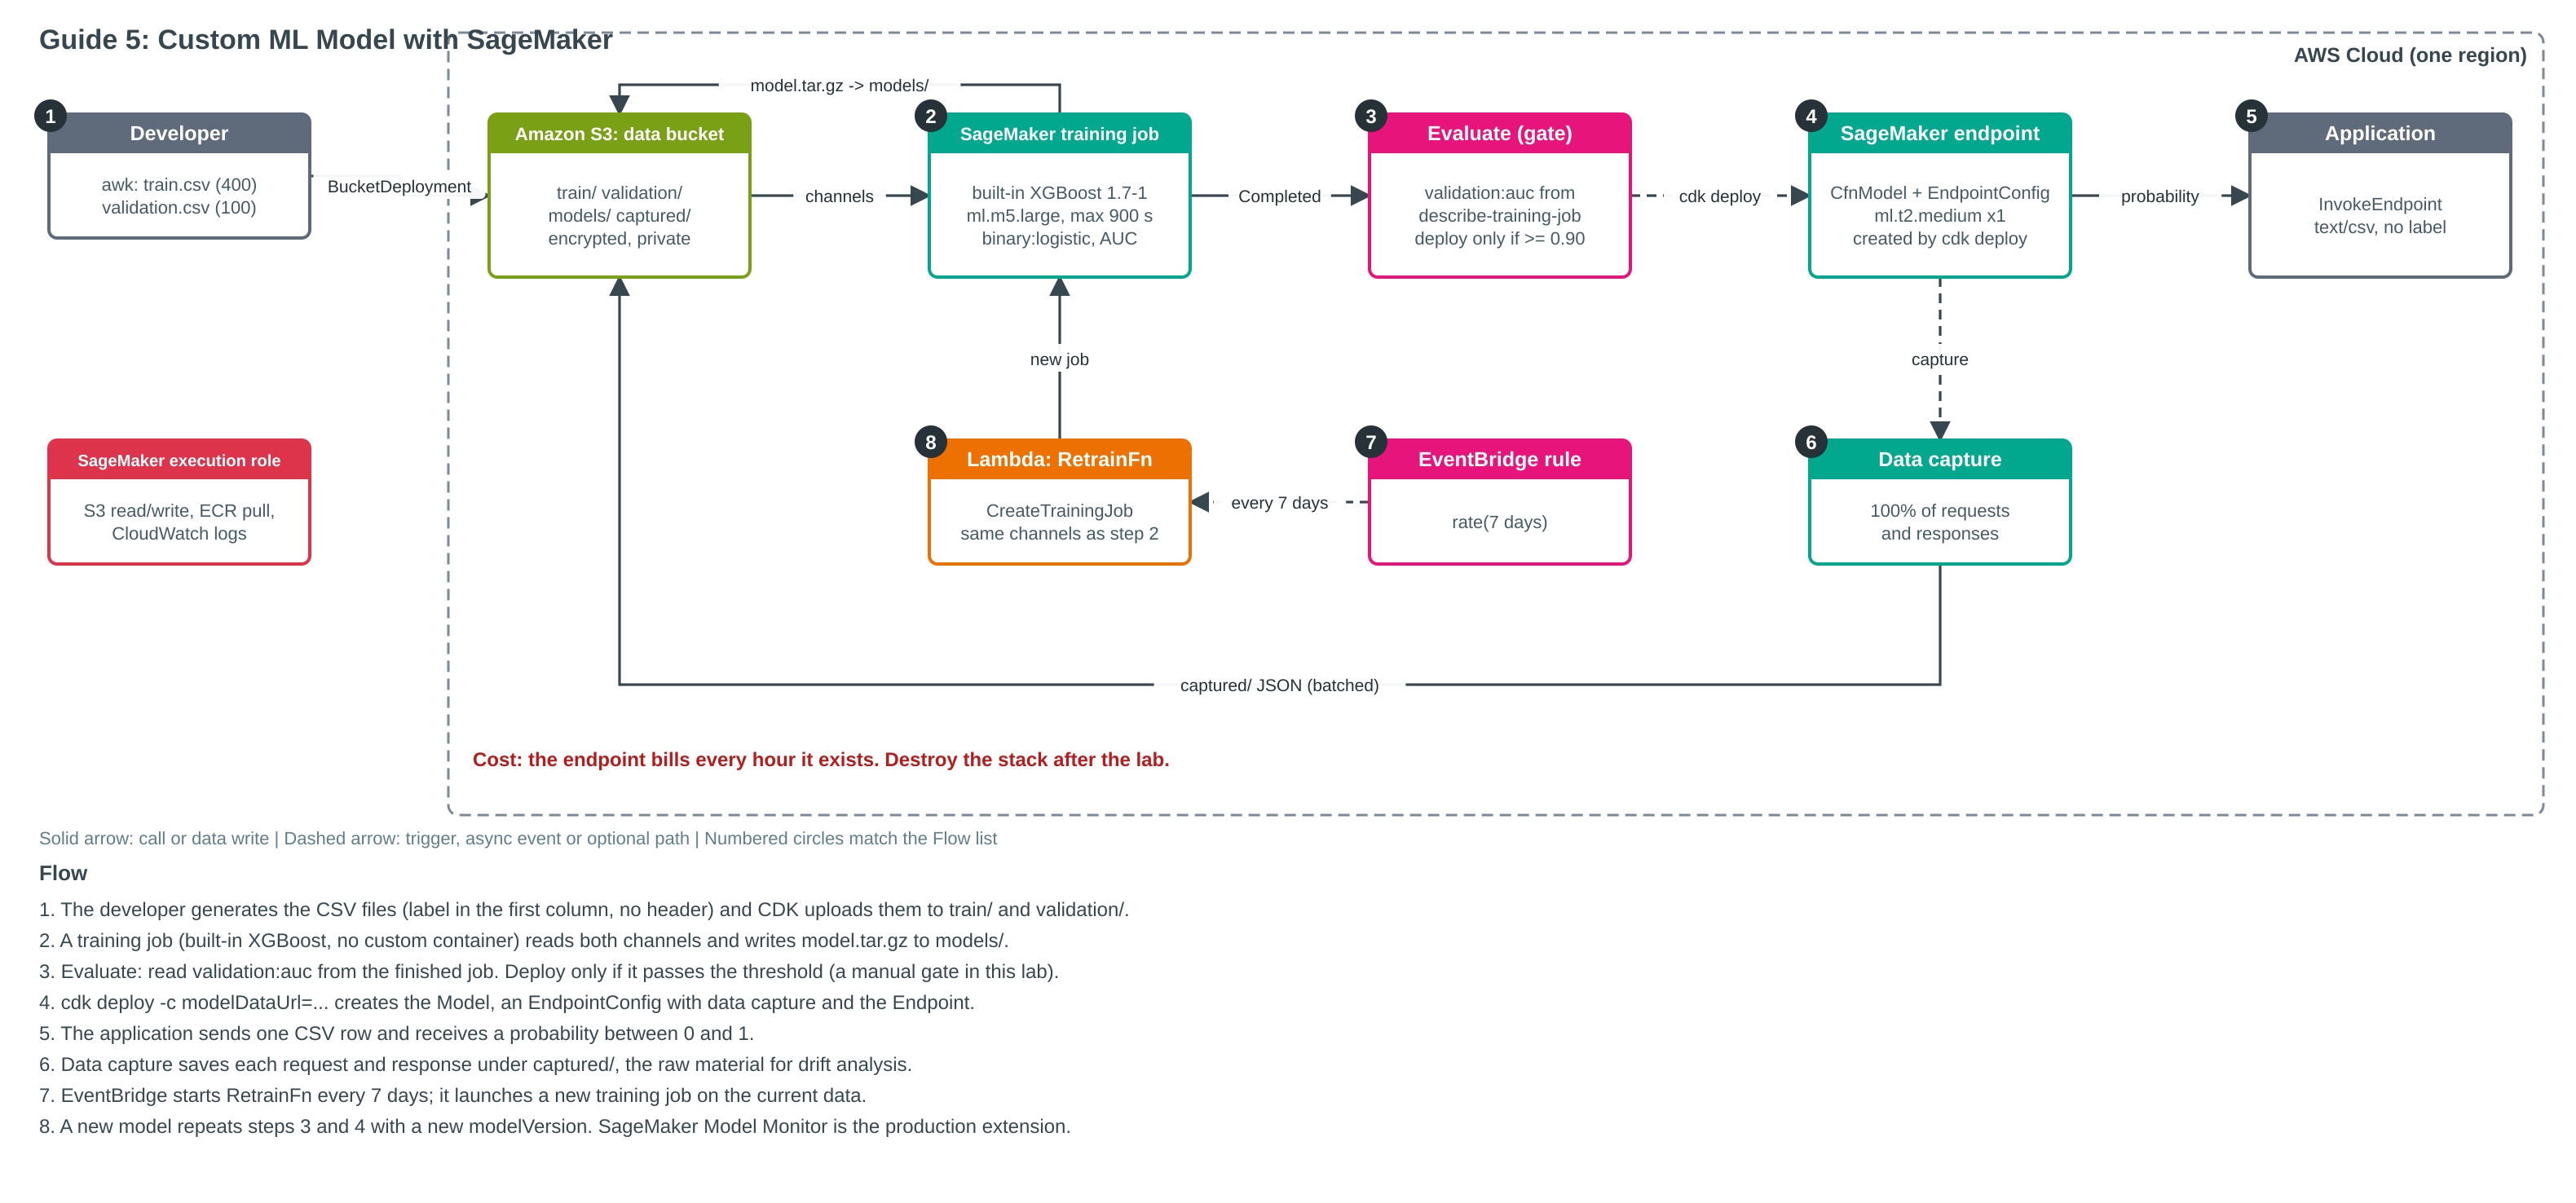 Guide 5: Custom ML Model with SageMaker
AWS Cloud (one region)
model.tar.gz -> models/
1
Developer
awk: train.csv (400)
validation.csv (100)
BucketDeployment
Amazon S3: data bucket
train/ validation/
models/ captured/
encrypted, private
channels
2
SageMaker training job
built-in XGBoost 1.7-1
ml.m5.large, max 900 s
binary:logistic, AUC
Completed
3
Evaluate (gate)
validation:auc from
describe-training-job
deploy only if >= 0.90
cdk deploy
4
SageMaker endpoint
CfnModel + EndpointConfig
ml.t2.medium x1
created by cdk deploy
probability
5
Application
InvokeEndpoint
text/csv, no label
new job
capture
SageMaker execution role
S3 read/write, ECR pull,
CloudWatch logs
8
Lambda: RetrainFn
CreateTrainingJob
same channels as step 2
every 7 days
7
EventBridge rule
rate(7 days)
6
Data capture
100% of requests
and responses
captured/ JSON (batched)
Cost: the endpoint bills every hour it exists. Destroy the stack after the lab.
Solid arrow: call or data write | Dashed arrow: trigger, async event or optional path | Numbered circles match the Flow list
Flow
1. The developer generates the CSV files (label in the first column, no header) and CDK uploads them to train/ and validation/.
2. A training job (built-in XGBoost, no custom container) reads both channels and writes model.tar.gz to models/.
3. Evaluate: read validation:auc from the finished job. Deploy only if it passes the threshold (a manual gate in this lab).
4. cdk deploy -c modelDataUrl=... creates the Model, an EndpointConfig with data capture and the Endpoint.
5. The application sends one CSV row and receives a probability between 0 and 1.
6. Data capture saves each request and response under captured/, the raw material for drift analysis.
7. EventBridge starts RetrainFn every 7 days; it launches a new training job on the current data.
8. A new model repeats steps 3 and 4 with a new modelVersion. SageMaker Model Monitor is the production extension.